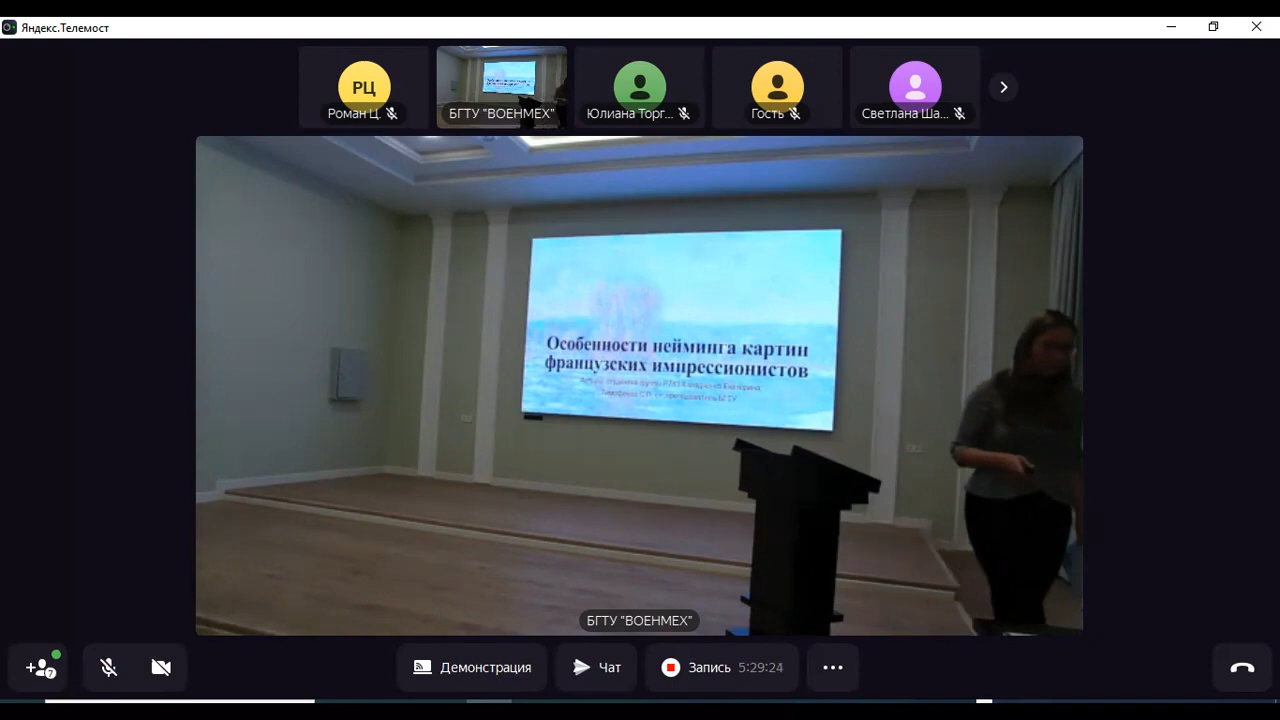 Яндекс.Телемост
РЦ
Роман Ц.
БГТУ "ВОЕНМЕХ"
Юлиана Торг...
Гость
Светлана Ша...
Особенности нейминга картин
французских импрессионистов
БГТУ "ВОЕНМЕХ"
7
Демонстрация
Чат
Запись 5:29:24